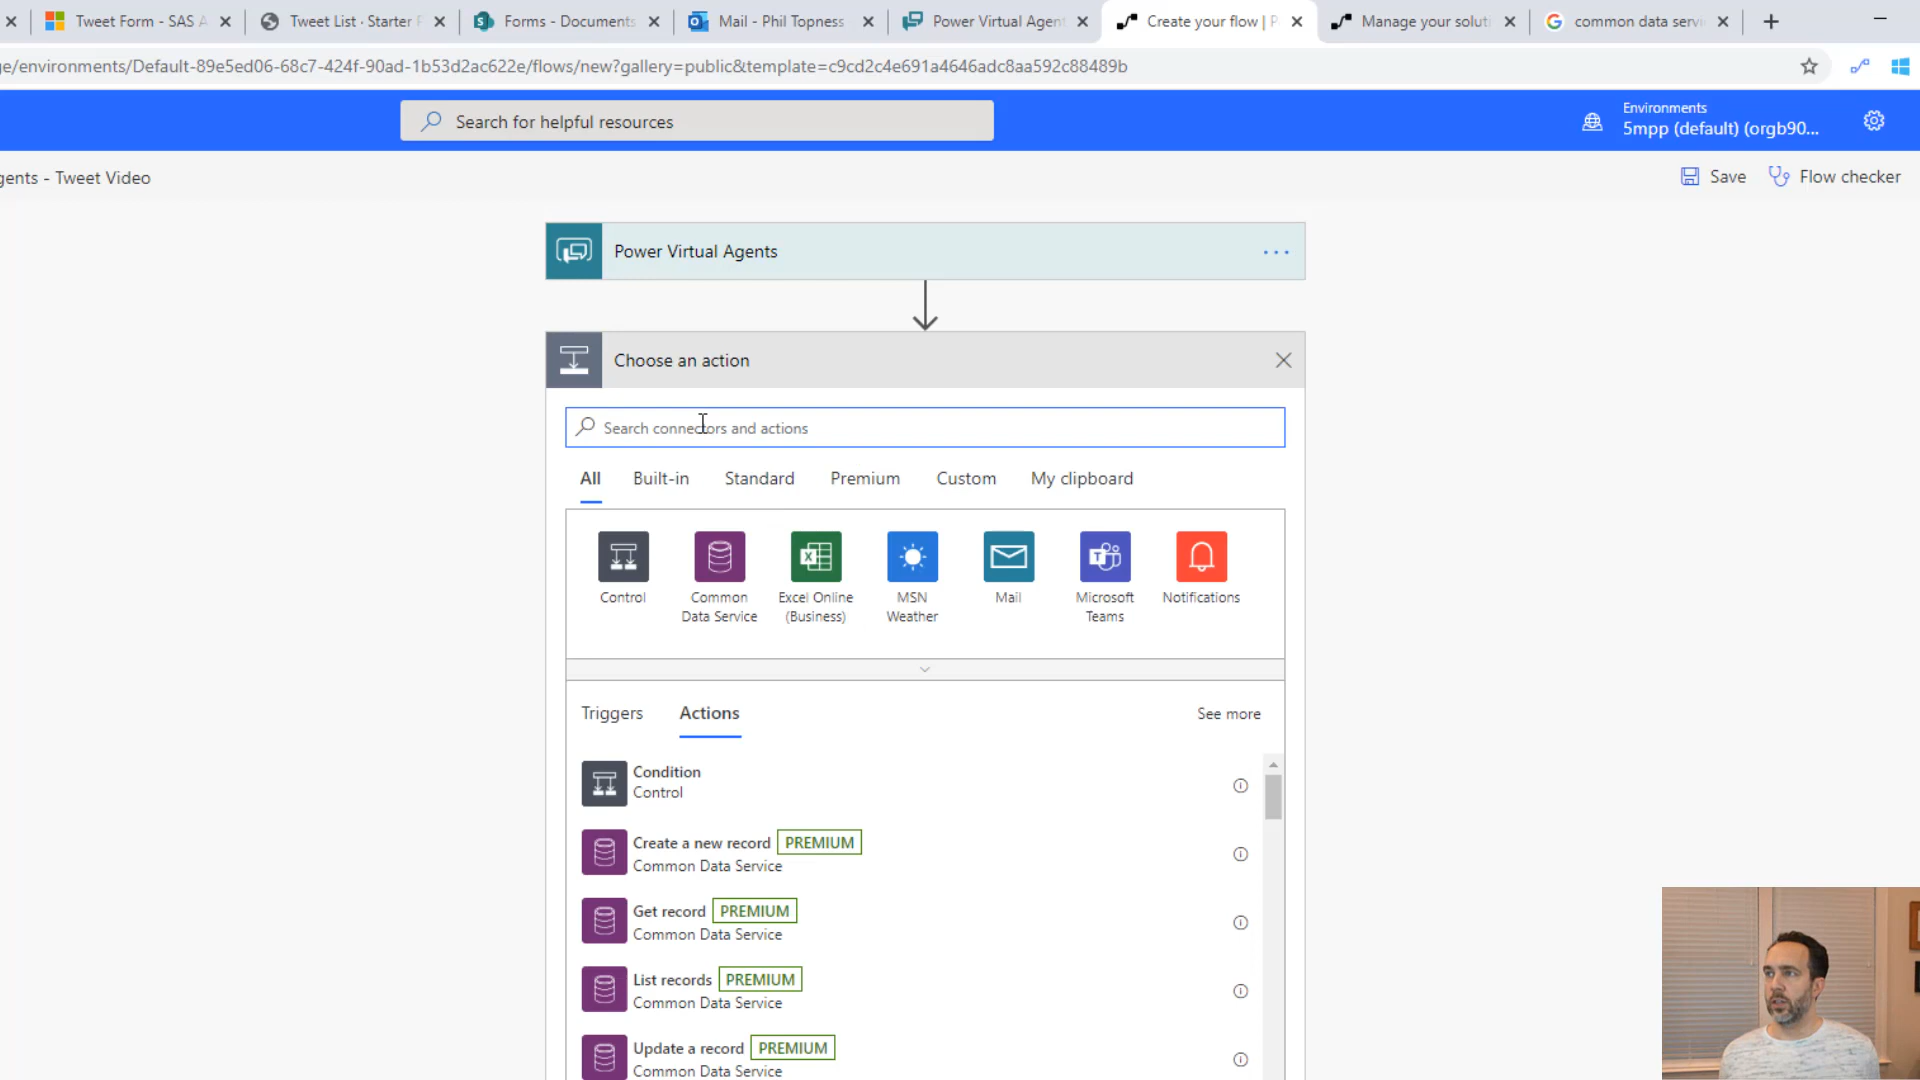 Tweet Form - SAS A
Tweet List · Starter F
Forms - Documents
Mail - Phil Topness
Power Virtual Agent
Create your flow | P
Manage your soluti
common data servi
e/environments/Default-89e5ed06-68c7-424f-90ad-1b53d2ac622e/flows/new?gallery=public&template=c9cd2c4e691a4646adc8aa592c88489b
Search for helpful resources
Environments
5mpp (default) (orgb90...
gents - Tweet Video
Save
Flow checker
Power Virtual Agents
Choose an action
Search connectors and actions
All
Built-in
Standard
Premium
Custom
My clipboard
Control
Common
Data Service
Excel Online
(Business)
MSN
Weather
Mail
Microsoft
Teams
Notifications
Triggers
Actions
See more
Condition
Control
Create a new record PREMIUM
Common Data Service
Get record PREMIUM
Common Data Service
List records PREMIUM
Common Data Service
Update a record PREMIUM
Common Data Service